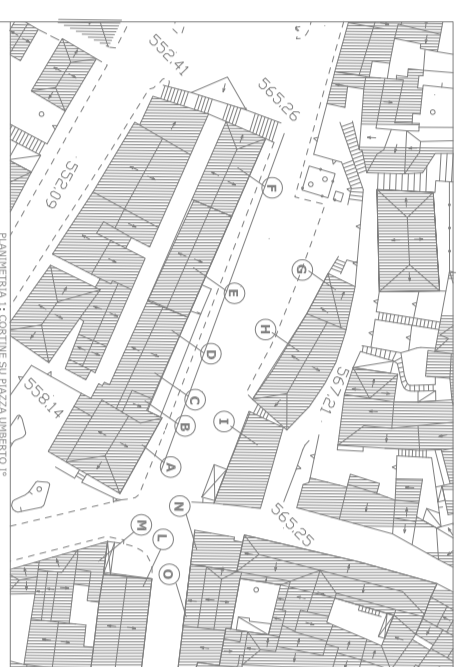 552.41
565.26
F
552.09
G
E
H
D
567.21
C
558.14
I
B
A
N
565.25
M
L
O
PLANIMETRIA 1: CORTINE SU PIAZZA UMBERTO I°